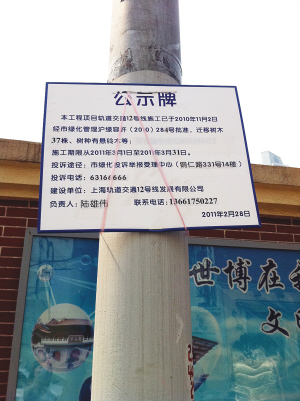 公示牌
本工程项目轨道交通12号线施工已于2010年11月2日
经市绿化管理沪绿容许（2010）284号批准，迁移树木
37棵、树种有悬铃木等；
施工期限从2011年3月1日至2011年3月31日。
投诉途径：市绿化投诉举报受理中心（铜仁路331号14楼）
投诉电话：63166666
建设单位：上海轨道交通12号线发展有限公司
负责人：陆雄伟 联系电话：13661750227
2011年2月28日
世博在
文明